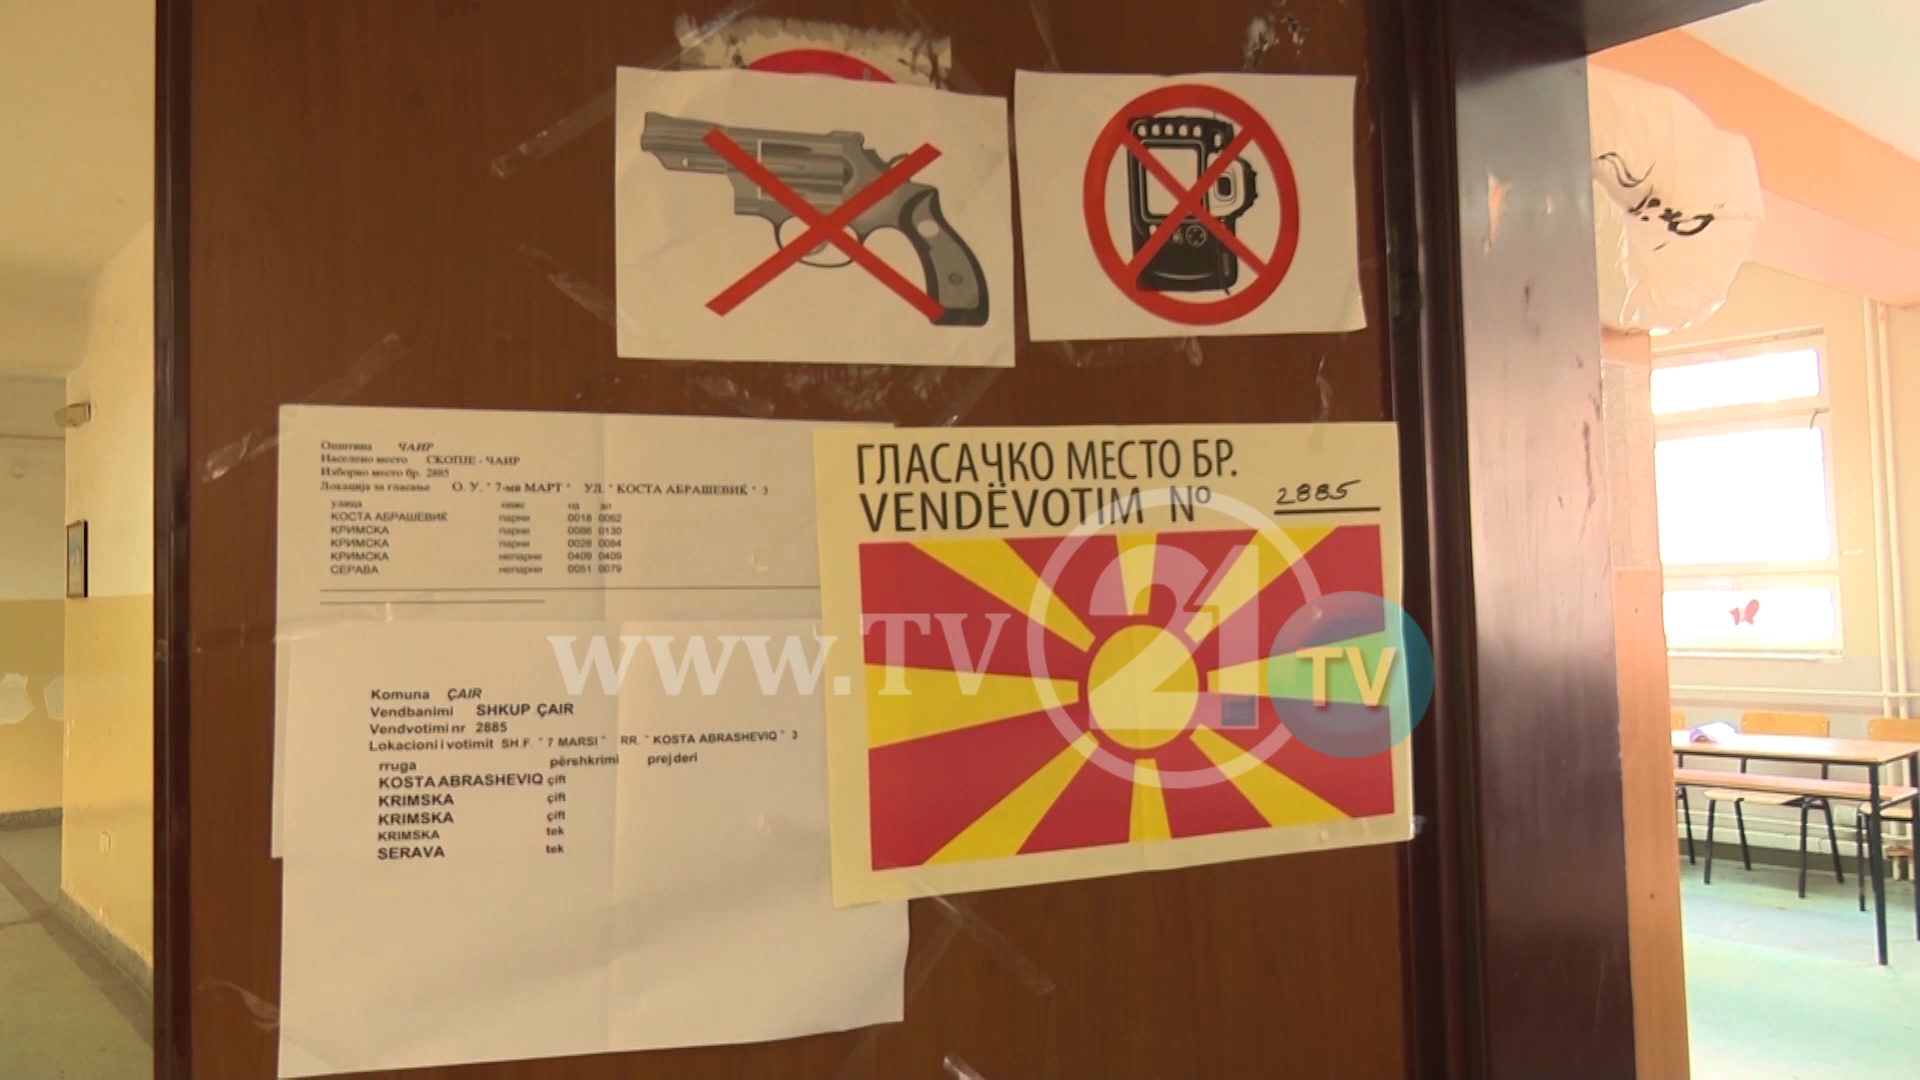 Општина ЧАИР
Населено место СКОПЈЕ - ЧАИР
Изборно место бр. 2885
Локација за гласање О. У. " 7-ми МАРТ " УЛ. " КОСТА АБРАШЕВИЌ " 3
улица опис од до
КОСТА АБРАШЕВИЌ парни 0016 0062
КРИМСКА парни 0086 0130
КРИМСКА парни 0028 0084
КРИМСКА непарни 0409 0409
СЕРАВА непарни 0051 0079
ГЛАСАЧКО МЕСТО БР.
VENDËVOTIM Nº 2885
www.TV21
TV
Komuna ÇAIR
Vendbanimi SHKUP ÇAIR
Vendvotimi nr 2885
Lokacioni i votimit SH.F. " 7 MARSI " RR. " KOSTA ABRASHEVIQ " 3
rruga përshkrimi prej deri
KOSTA ABRASHEVIQ çift
KRIMSKA çift
KRIMSKA çift
KRIMSKA tek
SERAVA tek